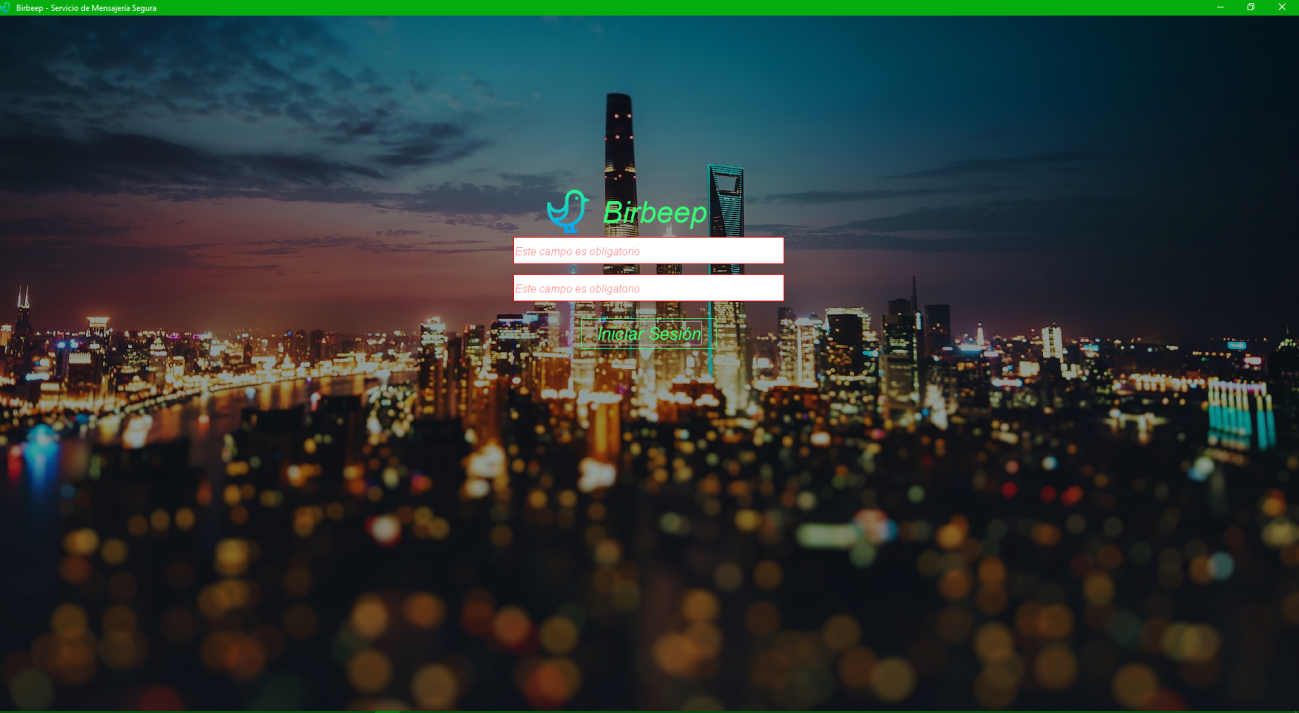 Birbeep - Servicio de Mensajería Segura
Birbeep
Este campo es obligatorio
Este campo es obligatorio
Iniciar Sesión